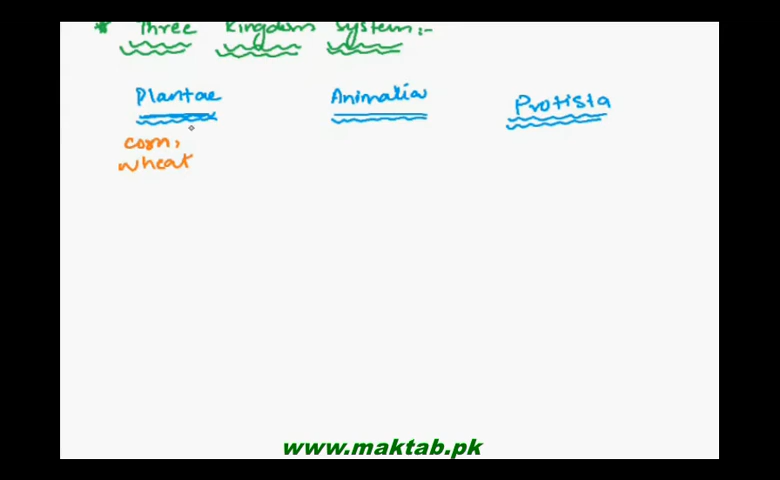 * Three Kingdom System:-
Plantae Animalia Protista
corn,
wheat
www.maktab.pk